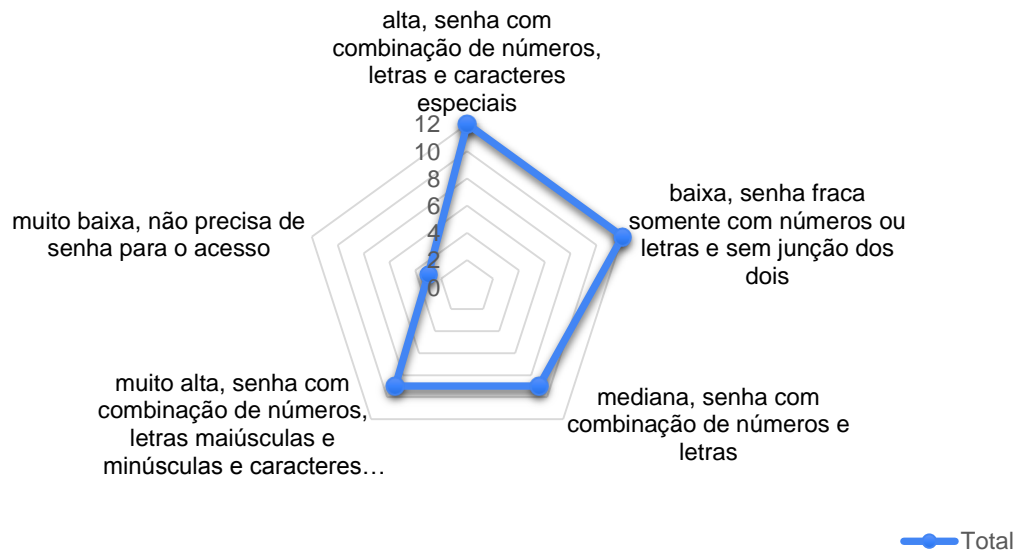 alta, senha com
combinação de números,
letras e caracteres
especiais
12
10
8
6
4
2
0
baixa, senha fraca
somente com números ou
letras e sem junção dos
dois
mediana, senha com
combinação de números e
letras
muito alta, senha com
combinação de números,
letras maiúsculas e
minúsculas e caracteres…
muito baixa, não precisa de
senha para o acesso
Total